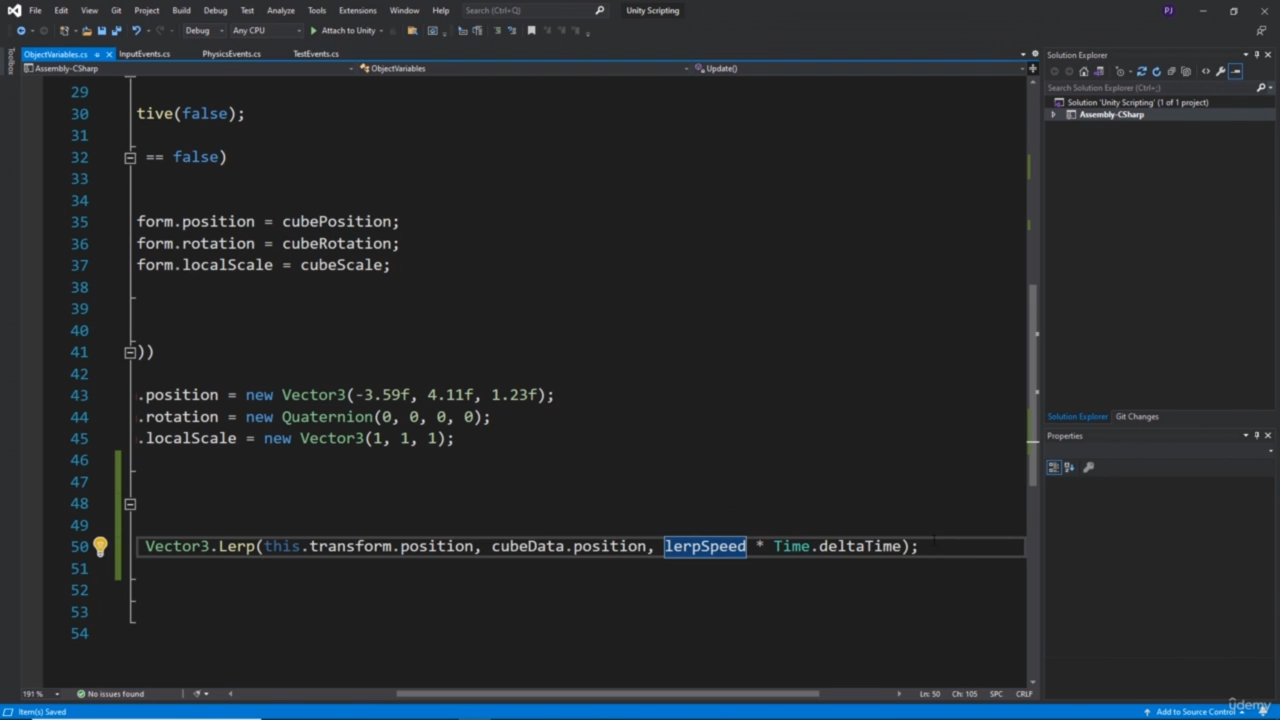 File Edit View Git Project Build Debug Test Analyze Tools Extensions Window Help Search (Ctrl+Q) Unity Scripting PJ
Debug Any CPU Attach to Unity
ObjectVariables.cs InputEvents.cs PhysicsEvents.cs TestEvents.cs Solution Explorer
Toolbox
Assembly-CSharp ObjectVariables Update()
Search Solution Explorer (Ctrl+;)
Solution 'Unity Scripting' (1 of 1 project)
Assembly-CSharp
29
30 tive(false);
31
32 == false)
33
34
35 form.position = cubePosition;
36 form.rotation = cubeRotation;
37 form.localScale = cubeScale;
38
39
40
41 ))
42
43 .position = new Vector3(-3.59f, 4.11f, 1.23f);
44 .rotation = new Quaternion(0, 0, 0, 0);
45 .localScale = new Vector3(1, 1, 1);
46
47
48
49
50 Vector3.Lerp(this.transform.position, cubeData.position, lerpSpeed * Time.deltaTime);
51
52
53
54
Solution Explorer Git Changes
Properties
191 % No issues found Ln: 50 Ch: 105 SPC CRLF
Item(s) Saved Add to Source Control
udemy